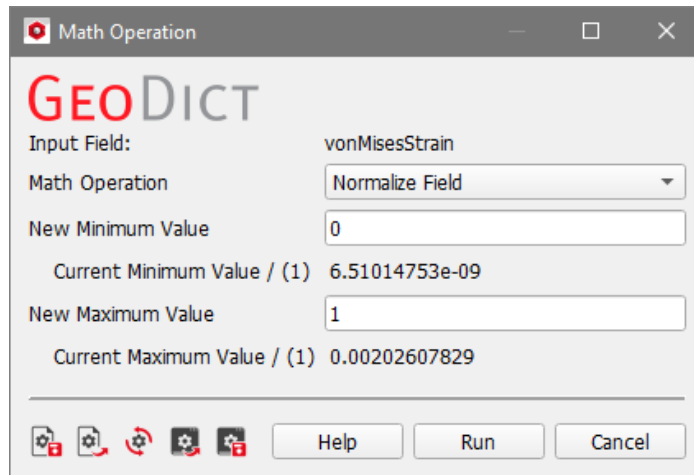 Math Operation
GEODICT
Input Field: vonMisesStrain
Math Operation Normalize Field
New Minimum Value 0
Current Minimum Value / (1) 6.51014753e-09
New Maximum Value 1
Current Maximum Value / (1) 0.00202607829
Help Run Cancel